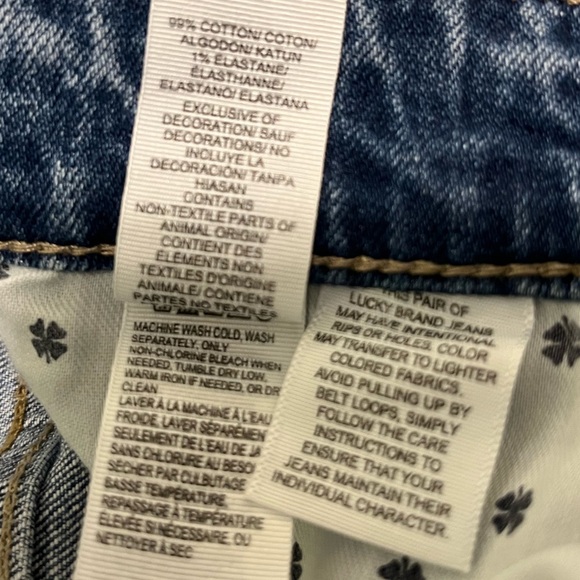 99% COTTON/ COTON/
ALGODÓN/ KATUN
1% ELASTANE/
ÉLASTHANNE/
ELASTANO/ ELASTANA
EXCLUSIVE OF
DECORATION/ SAUF
DÉCORATIONS/ NO
INCLUYE LA
DECORACIÓN/ TANPA
HIASAN
CONTAINS
NON-TEXTILE PARTS OF
ANIMAL ORIGIN/
CONTIENT DES
ÉLÉMENTS NON
TEXTILES D'ORIGINE
ANIMALE/ CONTIENE
PARTES NO TEXTILES
MACHINE WASH COLD, WASH
SEPARATELY, ONLY
NON-CHLORINE BLEACH WHEN
NEEDED, TUMBLE DRY LOW,
WARM IRON IF NEEDED, OR DR
CLEAN
LAVER À LA MACHINE À L'EAU
FROIDE, LAVER SÉPARÉMEN
SEULEMENT DE L'EAU DE JA
SANS CHLORURE AU BESO
SÉCHER PAR CULBUTAGE
BASSE TEMPÉRATURE,
REPASSAGE À TEMPÉRATURE
ÉLEVÉE SI NÉCESSAIRE, OU
NETTOYER À SEC
THIS PAIR OF
LUCKY BRAND JEANS
MAY HAVE INTENTIONAL
RIPS OR HOLES. COLOR
MAY TRANSFER TO LIGHTER
COLORED FABRICS.
AVOID PULLING UP BY
BELT LOOPS, SIMPLY
FOLLOW THE CARE
INSTRUCTIONS TO
ENSURE THAT YOUR
JEANS MAINTAIN THEIR
INDIVIDUAL CHARACTER.